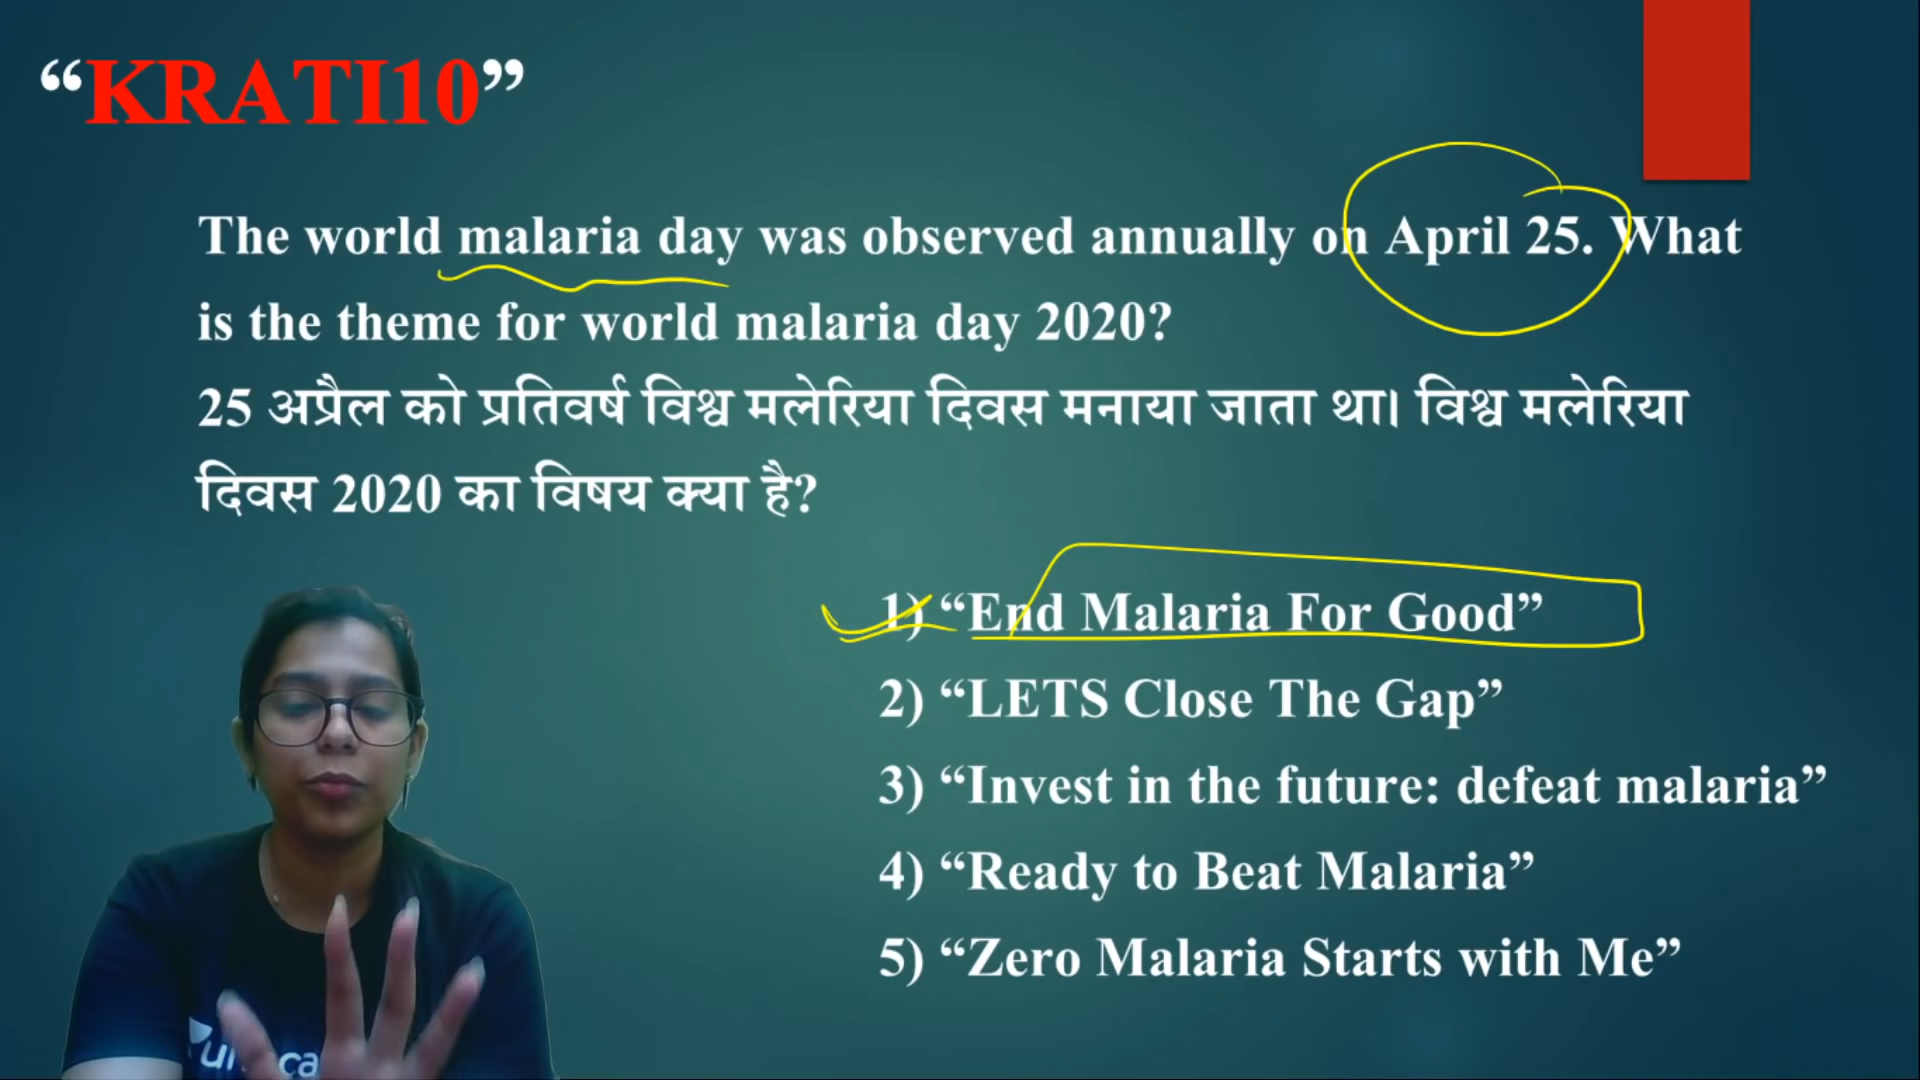 “KRATI10”
The world malaria day was observed annually on April 25. What
is the theme for world malaria day 2020?
25 अप्रैल को प्रतिवर्ष विश्व मलेरिया दिवस मनाया जाता था। विश्व मलेरिया
दिवस 2020 का विषय क्या है?
1) “End Malaria For Good”
2) “LETS Close The Gap”
3) “Invest in the future: defeat malaria”
4) “Ready to Beat Malaria”
5) “Zero Malaria Starts with Me”